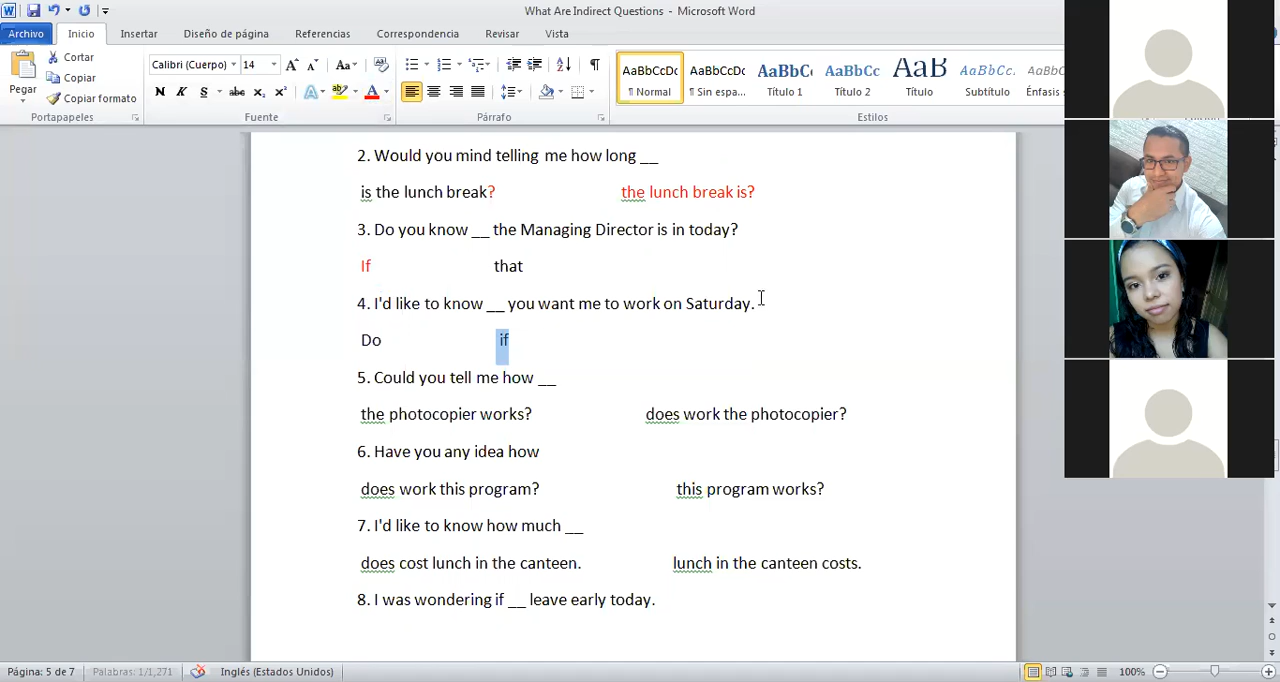 What Are Indirect Questions - Microsoft Word
Archivo Inicio Insertar Diseño de página Referencias Correspondencia Revisar Vista
Pegar
Cortar
Copiar
Copiar formato
Portapapeles
Calibri (Cuerpo) 14
N K S abc x₂ x²
Fuente
Párrafo
AaBbCcDc AaBbCcDc AaBbC AaBbCc AaB AaBbCc. AaBbC
¶ Normal ¶ Sin espa... Título 1 Título 2 Título Subtítulo Énfasis
Estilos
2. Would you mind telling me how long __
is the lunch break? the lunch break is?
3. Do you know __ the Managing Director is in today?
If that
4. I'd like to know __ you want me to work on Saturday.
Do if
5. Could you tell me how __
the photocopier works? does work the photocopier?
6. Have you any idea how
does work this program? this program works?
7. I'd like to know how much __
does cost lunch in the canteen. lunch in the canteen costs.
8. I was wondering if __ leave early today.
Página: 5 de 7 Palabras: 1/1,271 Inglés (Estados Unidos) 100%